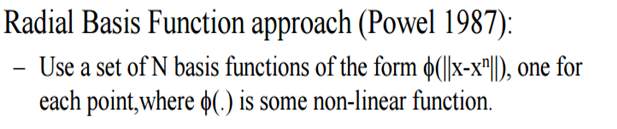 Radial Basis Function approach (Powel 1987):
– Use a set of N basis functions of the form ϕ(||x-xⁿ||), one for
each point,where ϕ(.) is some non-linear function.